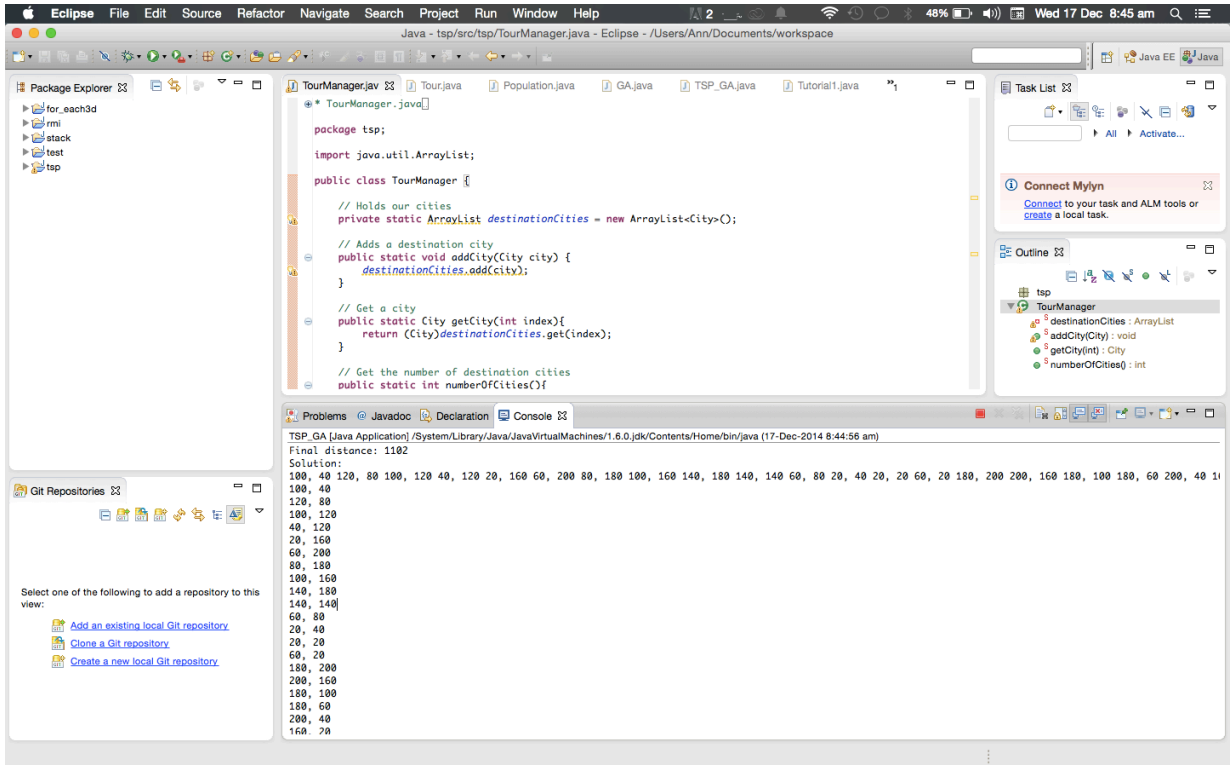 Eclipse File Edit Source Refactor Navigate Search Project Run Window Help 2 48% Wed 17 Dec 8:45 am
Java - tsp/src/tsp/TourManager.java - Eclipse - /Users/Ann/Documents/workspace
Java EE Java
Package Explorer
for_each3d
rmi
stack
test
tsp
TourManager.jav Tour.java Population.java GA.java TSP_GA.java Tutorial1.java »1
* TourManager.java
package tsp;
import java.util.ArrayList;
public class TourManager {
// Holds our cities
private static ArrayList destinationCities = new ArrayList<City>();
// Adds a destination city
public static void addCity(City city) {
destinationCities.add(city);
}
// Get a city
public static City getCity(int index){
return (City)destinationCities.get(index);
}
// Get the number of destination cities
public static int numberOfCities(){
Task List
All Activate...
Connect Mylyn
Connect to your task and ALM tools or
create a local task.
Outline
tsp
TourManager
S destinationCities : ArrayList
S addCity(City) : void
S getCity(int) : City
S numberOfCities() : int
Git Repositories
Select one of the following to add a repository to this
view:
Add an existing local Git repository
Clone a Git repository
Create a new local Git repository
Problems Javadoc Declaration Console
TSP_GA [Java Application] /System/Library/Java/JavaVirtualMachines/1.6.0.jdk/Contents/Home/bin/java (17-Dec-2014 8:44:56 am)
Final distance: 1102
Solution:
100, 40 120, 80 100, 120 40, 120 20, 160 60, 200 80, 180 100, 160 140, 180 140, 140 60, 80 20, 40 20, 20 60, 20 180, 200 200, 160 180, 100 180, 60 200, 40 1
100, 40
120, 80
100, 120
40, 120
20, 160
60, 200
80, 180
100, 160
140, 180
140, 140
60, 80
20, 40
20, 20
60, 20
180, 200
200, 160
180, 100
180, 60
200, 40
160, 20